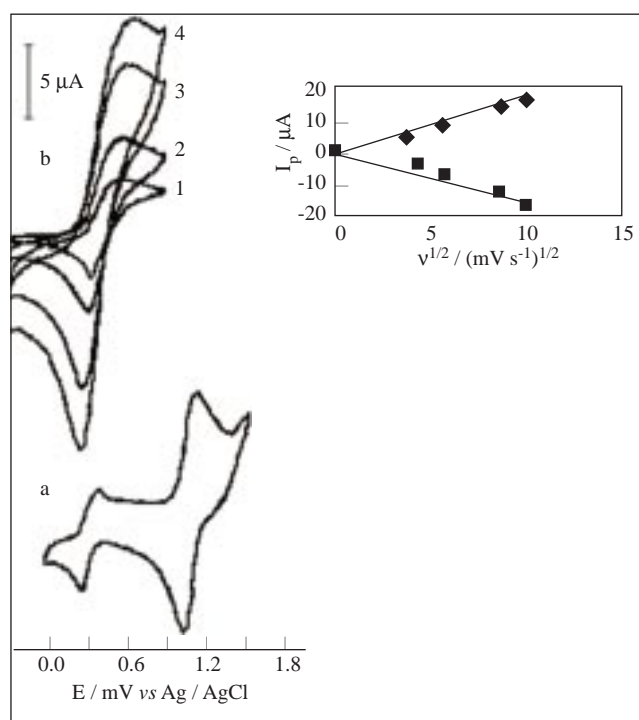 5 μA
b
4
3
2
1
a
0.0 0.6 1.2 1.8
E / mV vs Ag / AgCl
20
10
0
-10
-20
I_p / μA
0 5 10 15
ν^1/2 / (mV s^-1)^1/2